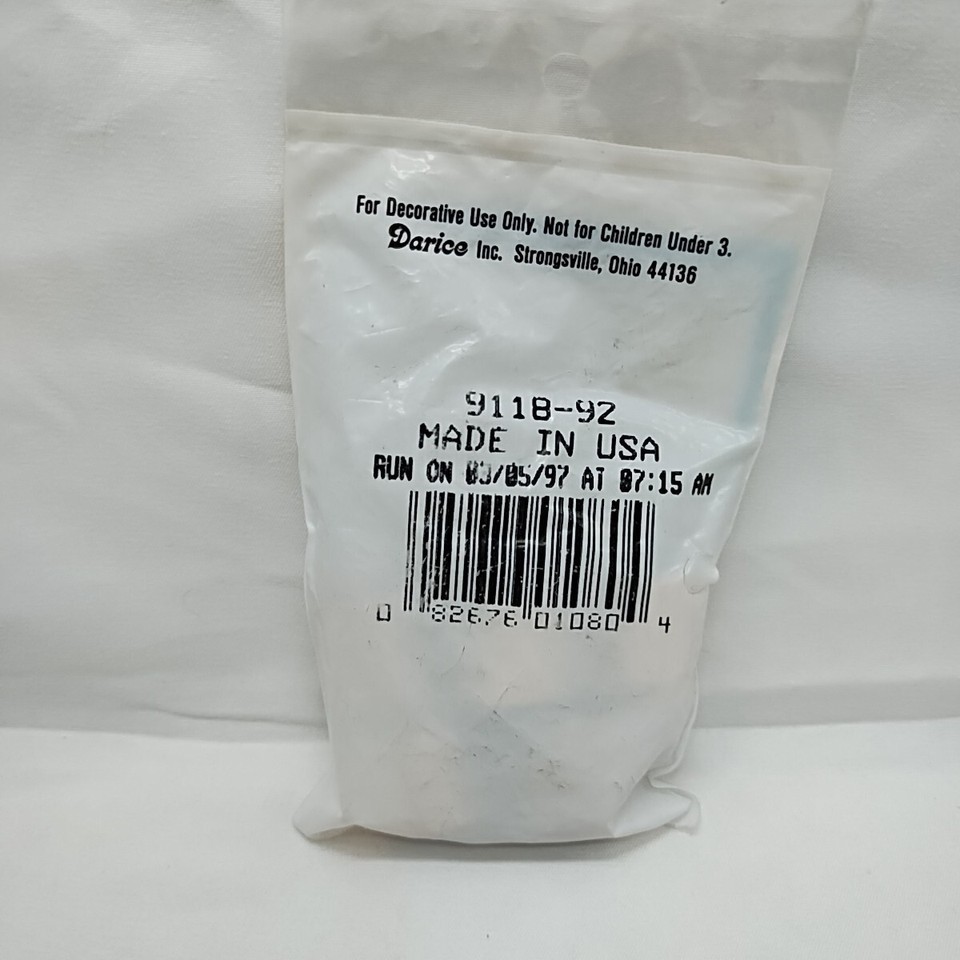 For Decorative Use Only. Not for Children Under 3.
Darice Inc. Strongsville, Ohio 44136
9118-92
MADE IN USA
RUN ON 03/05/97 AT 07:15 AM
0 82676 01080 4